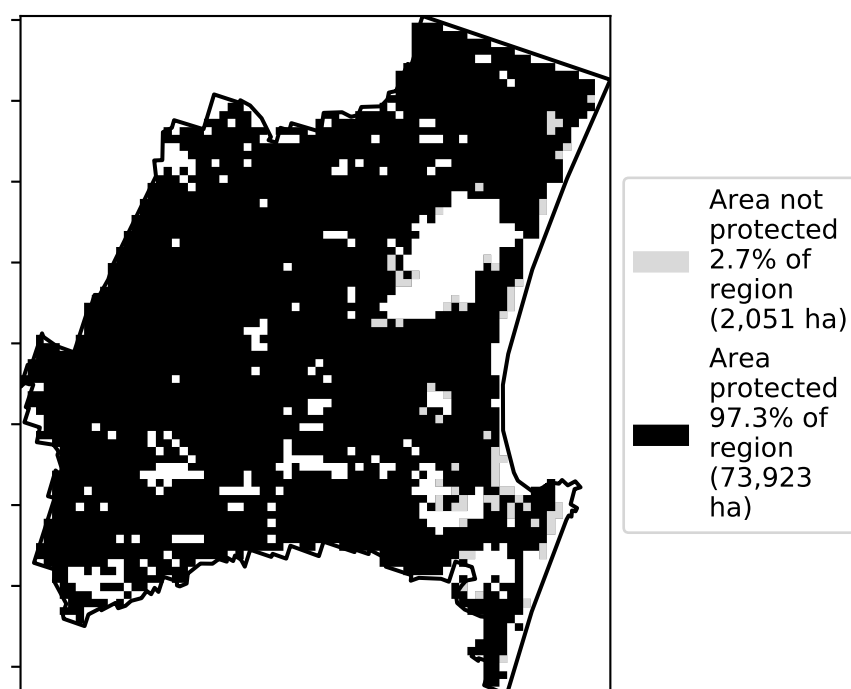 Area not
protected
2.7% of
region
(2,051 ha)
Area
protected
97.3% of
region
(73,923
ha)